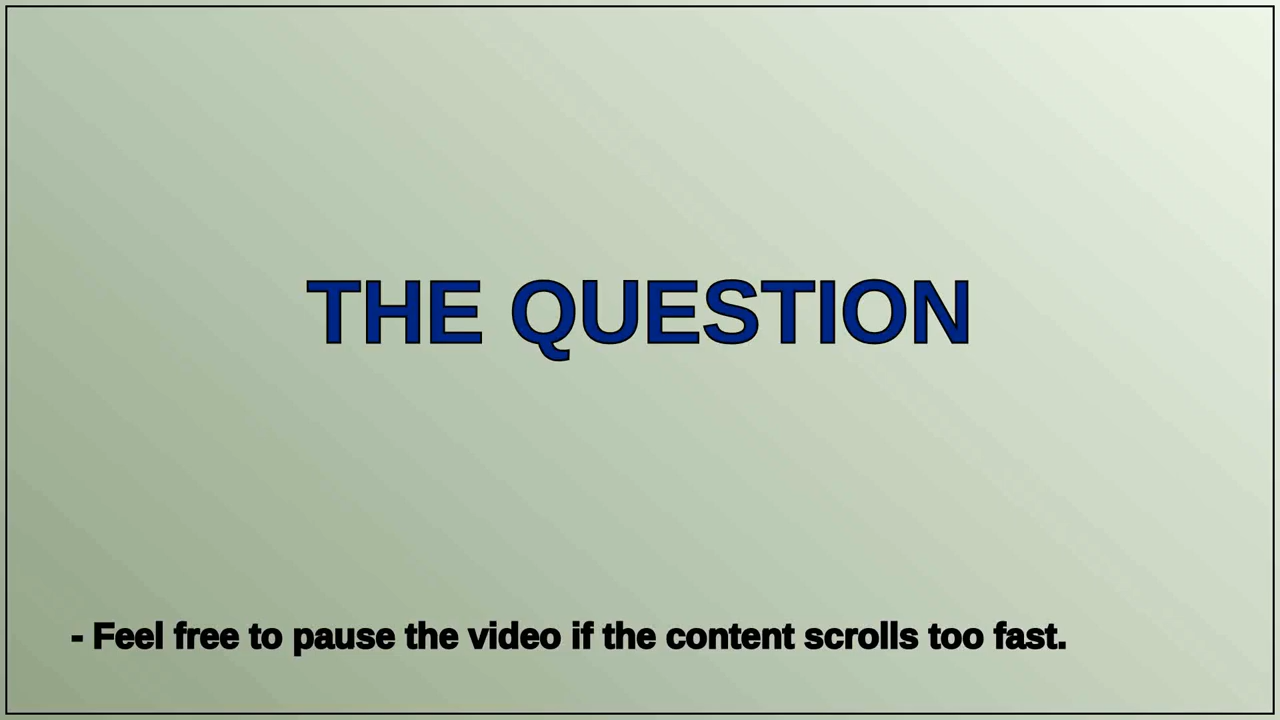 THE QUESTION
- Feel free to pause the video if the content scrolls too fast.